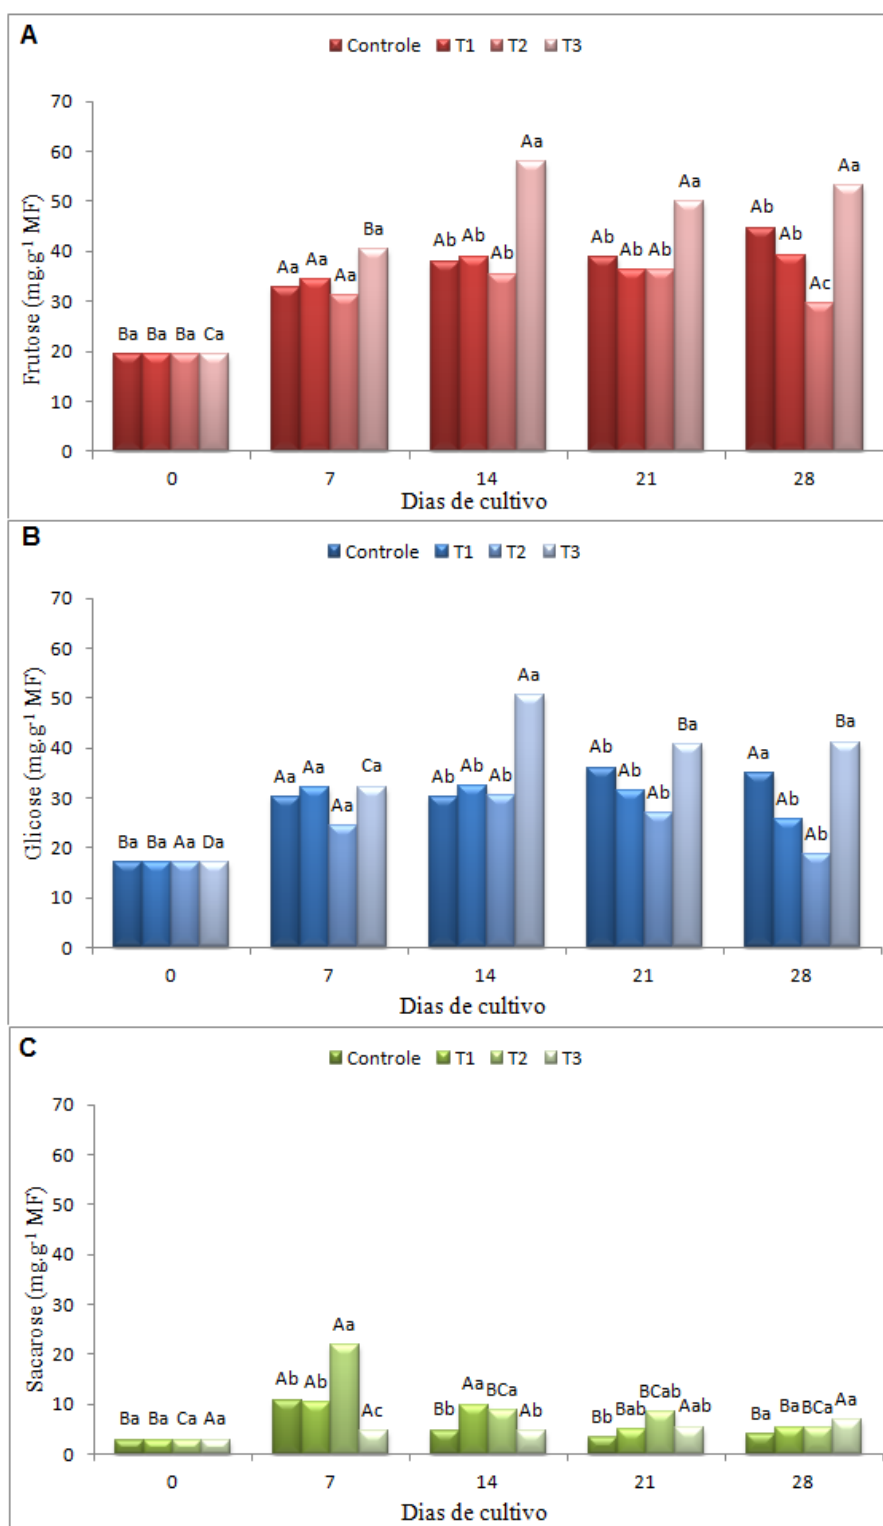 A
Controle T1 T2 T3
70
60
50
40
30
20
10
0
Frutose (mg.g-1 MF)
Ba Ba Ba Ca
Aa Aa Aa Ba
Ab Ab Ab Aa
Ab Ab Ab Aa
Ab Ab Ac Aa
0 7 14 21 28
Dias de cultivo
B
Controle T1 T2 T3
70
60
50
40
30
20
10
0
Glicose (mg.g-1 MF)
Ba Ba Aa Da
Aa Aa Aa Ca
Ab Ab Ab Aa
Ab Ab Ab Ba
Aa Ab Ab Ba
0 7 14 21 28
Dias de cultivo
C
Controle T1 T2 T3
70
60
50
40
30
20
10
0
Sacarose (mg.g-1 MF)
Ba Ba Ca Aa
Ab Ab Aa Ac
Bb Aa BCa Ab
Bb Bab BCab Aab
Ba Ba BCa Aa
0 7 14 21 28
Dias de cultivo